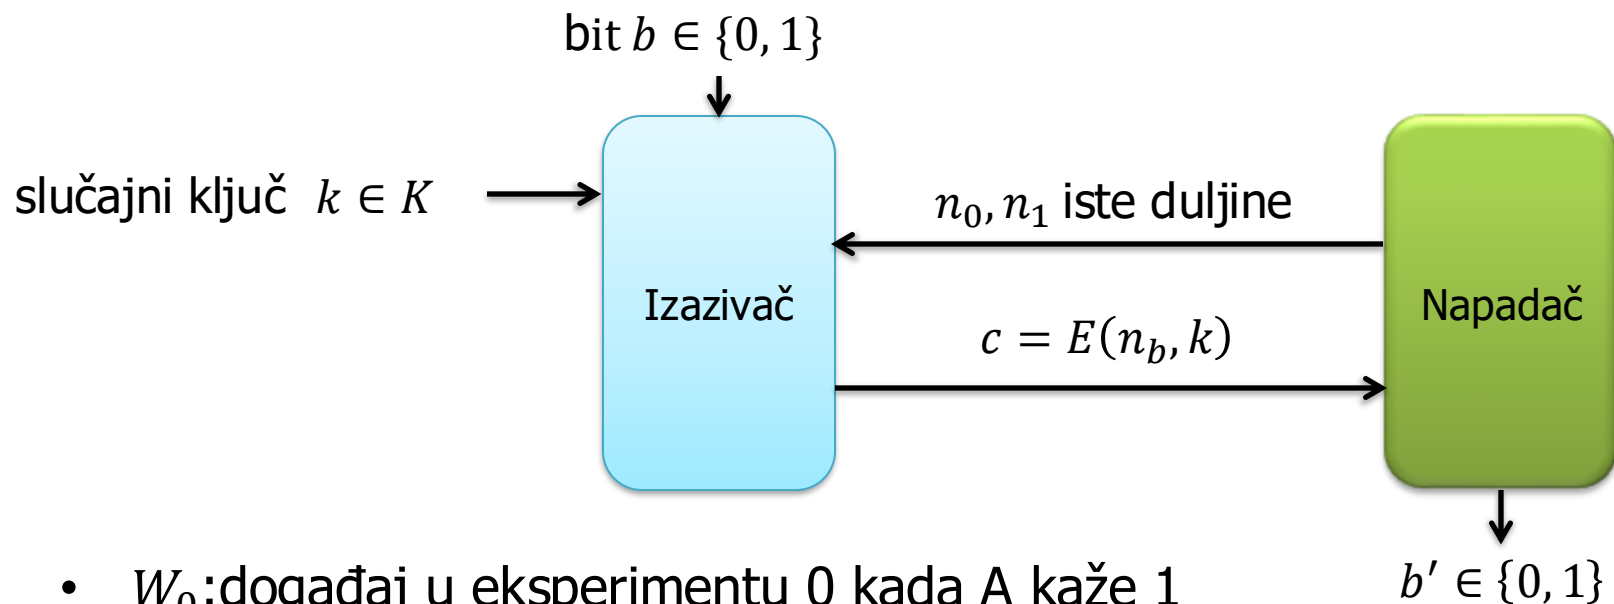 bit b ∈ {0, 1}
slučajni ključ k ∈ K
n₀, n₁ iste duljine
Izazivač
Napadač
c = E(n_b, k)
• W₀:događaj u eksperimentu 0 kada A kaže 1
b′ ∈ {0, 1}